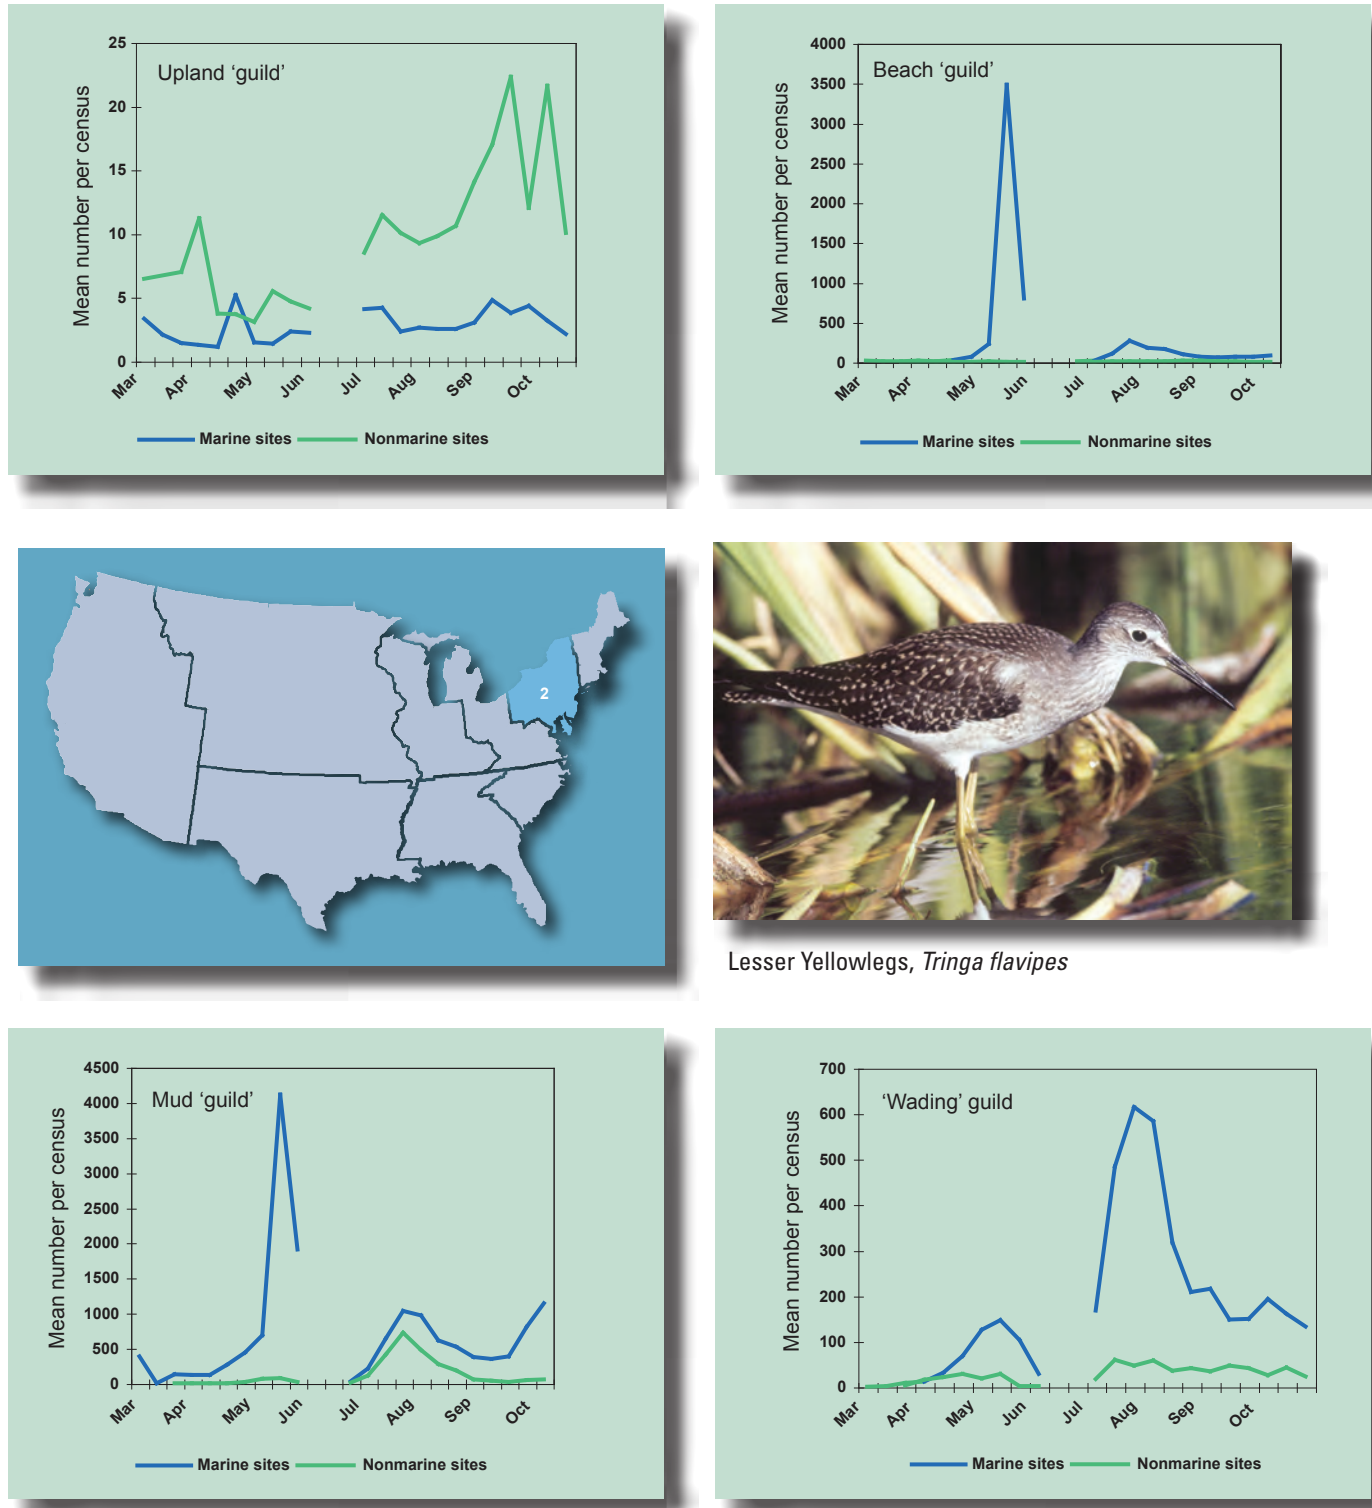 Upland ‘guild’
Mean number per census
25
20
15
10
5
0
Mar
Apr
May
Jun
Jul
Aug
Sep
Oct
Marine sites
Nonmarine sites
Beach ‘guild’
Mean number per census
4000
3500
3000
2500
2000
1500
1000
500
0
Mar
Apr
May
Jun
Jul
Aug
Sep
Oct
Marine sites
Nonmarine sites
2
Lesser Yellowlegs, Tringa flavipes
Mud ‘guild’
Mean number per census
4500
4000
3500
3000
2500
2000
1500
1000
500
0
Mar
Apr
May
Jun
Jul
Aug
Sep
Oct
Marine sites
Nonmarine sites
‘Wading’ guild
Mean number per census
700
600
500
400
300
200
100
0
Mar
Apr
May
Jun
Jul
Aug
Sep
Oct
Marine sites
Nonmarine sites